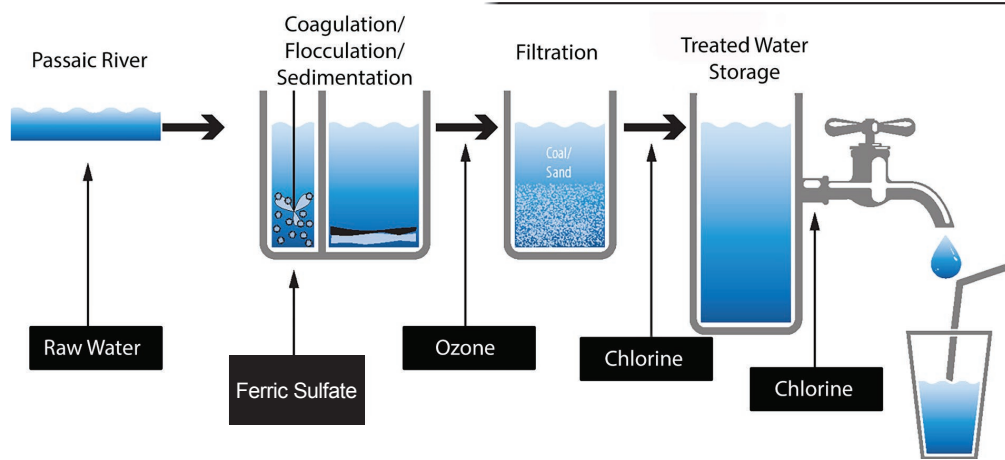 Passaic River
Coagulation/
Flocculation/
Sedimentation
Filtration
Treated Water
Storage
Coal/
Sand
Raw Water
Ferric Sulfate
Ozone
Chlorine
Chlorine